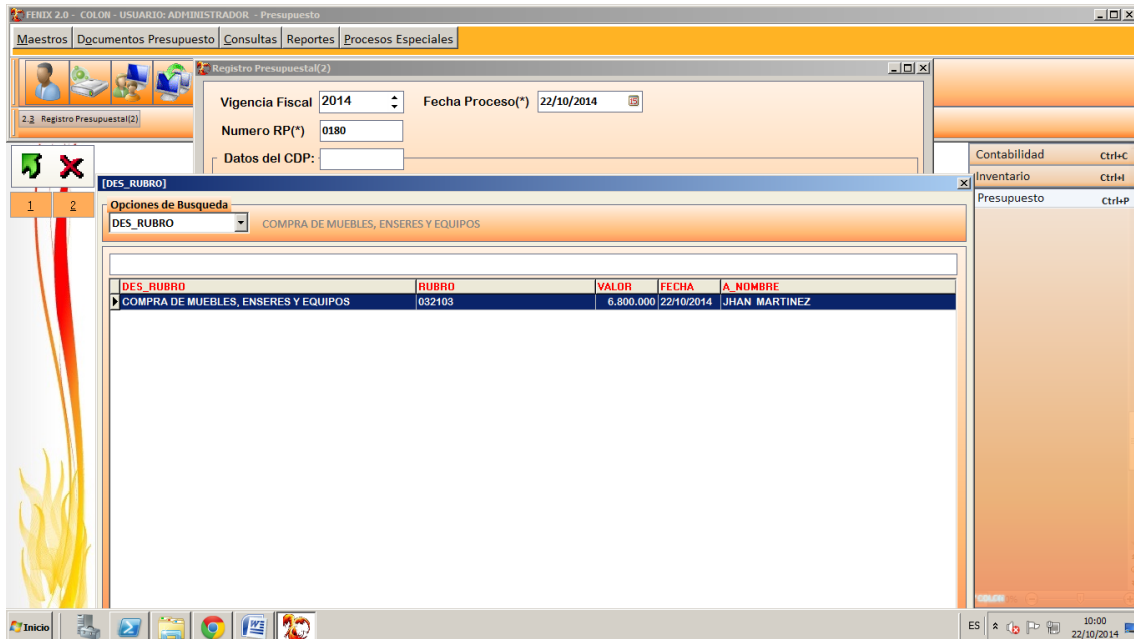 FENIX 2.0 - COLON - USUARIO: ADMINISTRADOR - Presupuesto
Maestros Documentos Presupuesto Consultas Reportes Procesos Especiales
Registro Presupuestal(2)
Vigencia Fiscal 2014 Fecha Proceso(*) 22/10/2014
2.3 Registro Presupuestal(2)
Numero RP(*) 0180
Datos del CDP:
Contabilidad Ctrl+C
Inventario Ctrl+I
Presupuesto Ctrl+P
1 2
[DES_RUBRO]
Opciones de Busqueda
DES_RUBRO COMPRA DE MUEBLES, ENSERES Y EQUIPOS
DES_RUBRO RUBRO VALOR FECHA A_NOMBRE
COMPRA DE MUEBLES, ENSERES Y EQUIPOS 032103 6.800.000 22/10/2014 JHAN MARTINEZ
COLON
Inicio
ES
10:00
22/10/2014